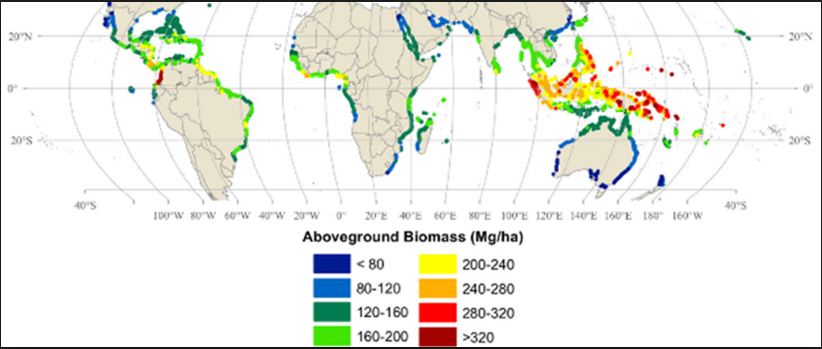 20°N 20°N
0° 0°
20°S 20°S
40°S 40°S
100°W 80°W 60°W 40°W 20°W 0° 20°E 40°E 60°E 80°E 100°E 120°E 140°E 160°E 180° 160°W
Aboveground Biomass (Mg/ha)
< 80 200-240
80-120 240-280
120-160 280-320
160-200 >320